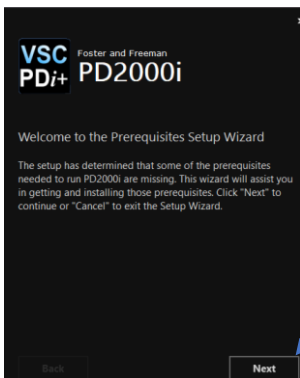 VSC
PDi+
Foster and Freeman
PD2000i
Welcome to the Prerequisites Setup Wizard
The setup has determined that some of the prerequisites
needed to run PD2000i are missing. This wizard will assist you
in getting and installing those prerequisites. Click "Next" to
continue or "Cancel" to exit the Setup Wizard.
Back
Next